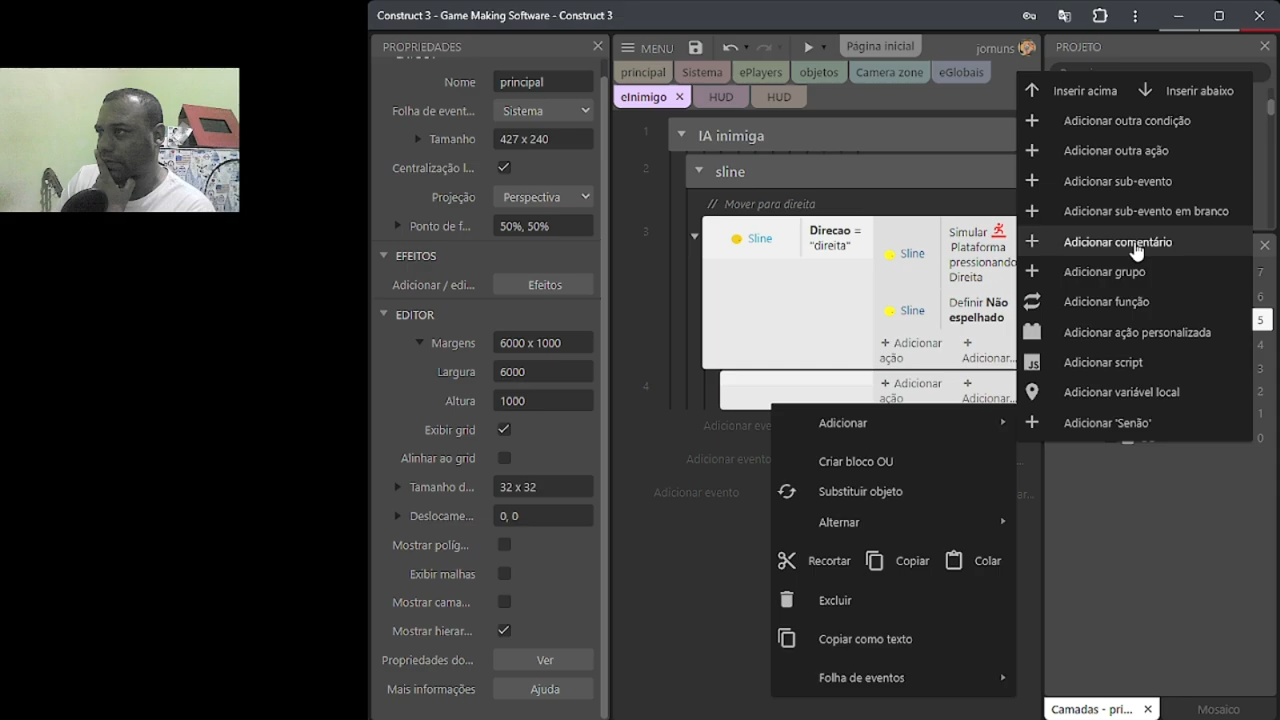 Construct 3 - Game Making Software - Construct 3
PROPRIEDADES
Nome
principal
Folha de event...
Sistema
Tamanho
427 x 240
Centralização l...
Projeção
Perspectiva
Ponto de f...
50%, 50%
EFEITOS
Adicionar / edi...
Efeitos
EDITOR
Margens
6000 x 1000
Largura
6000
Altura
1000
Exibir grid
Alinhar ao grid
Tamanho d...
32 x 32
Deslocame...
0, 0
Mostrar políg...
Exibir malhas
Mostrar cama...
Mostrar hierar...
Propriedades do...
Ver
Mais informações
Ajuda
MENU
Página inicial
jornuns
principal
Sistema
ePlayers
objetos
Camera zone
eGlobais
eInimigo
HUD
HUD
1
IA inimiga
2
sline
// Mover para direita
3
Sline
Direcao =
"direita"
Sline
Simular
Plataforma
pressionando
Direita
Sline
Definir Não
espelhado
+ Adicionar
ação
+
Adicionar...
4
+ Adicionar
ação
+
Adicionar...
Adicionar eve
Adicionar evento
Adicionar evento
Adicionar
Criar bloco OU
Substituir objeto
Alternar
Recortar
Copiar
Colar
Excluir
Copiar como texto
Folha de eventos
PROJETO
Inserir acima
Inserir abaixo
Adicionar outra condição
Adicionar outra ação
Adicionar sub-evento
Adicionar sub-evento em branco
Adicionar comentário
Adicionar grupo
Adicionar função
Adicionar ação personalizada
JS
Adicionar script
Adicionar variável local
Adicionar 'Senão'
7
6
5
4
3
2
1
0
Camadas - pri...
Mosaico